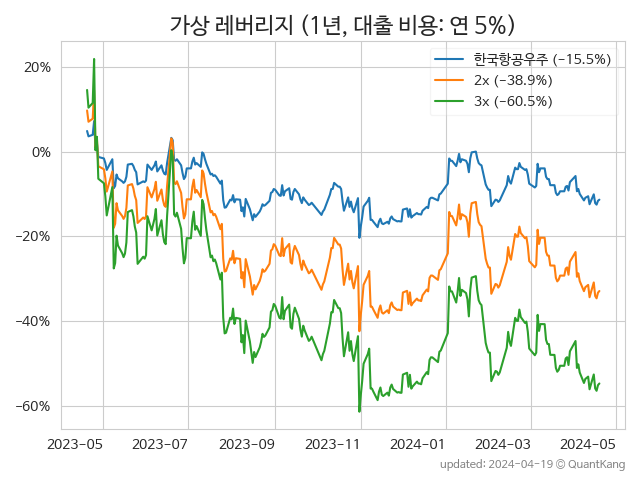 가상 레버리지 (1년, 대출 비용: 연 5%)
한국항공우주 (−15.5%)
2x (−38.9%)
3x (−60.5%)
20%
0%
−20%
−40%
−60%
2023−05 2023−07 2023−09 2023−11 2024−01 2024−03 2024−05
updated: 2024−04−19 © QuantKang